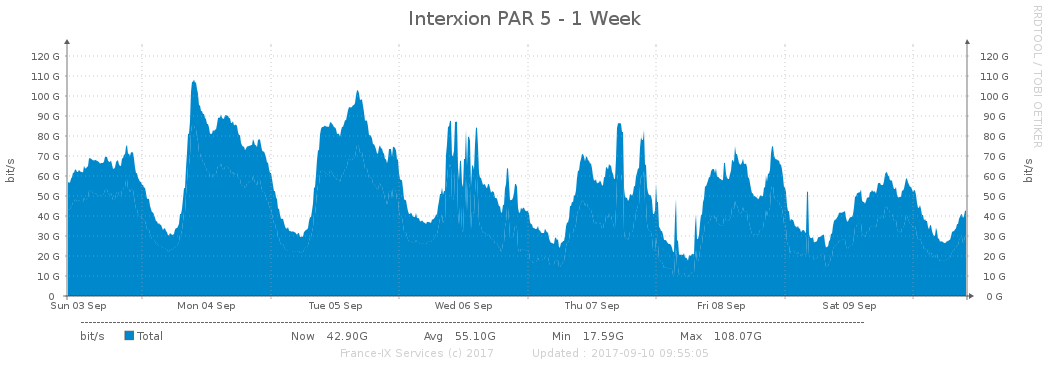 Interxion PAR 5 - 1 Week
RRDTOOL / TOBI OETIKER
bit/s
120 G
110 G
100 G
90 G
80 G
70 G
60 G
50 G
40 G
30 G
20 G
10 G
0
120 G
110 G
100 G
90 G
80 G
70 G
60 G
50 G
40 G
30 G
20 G
10 G
0 G
bit/s
Sun 03 Sep Mon 04 Sep Tue 05 Sep Wed 06 Sep Thu 07 Sep Fri 08 Sep Sat 09 Sep
bit/s Total Now 42.90G Avg 55.10G Min 17.59G Max 108.07G
France-IX Services (c) 2017 Updated : 2017-09-10 09:55:05